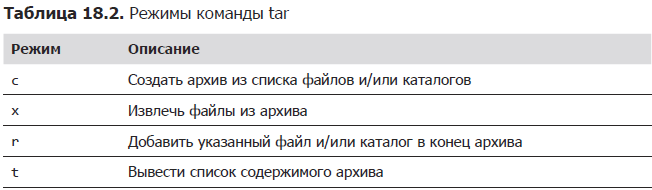 Таблица 18.2. Режимы команды tar
Режим Описание
c Создать архив из списка файлов и/или каталогов
x Извлечь файлы из архива
r Добавить указанный файл и/или каталог в конец архива
t Вывести список содержимого архива